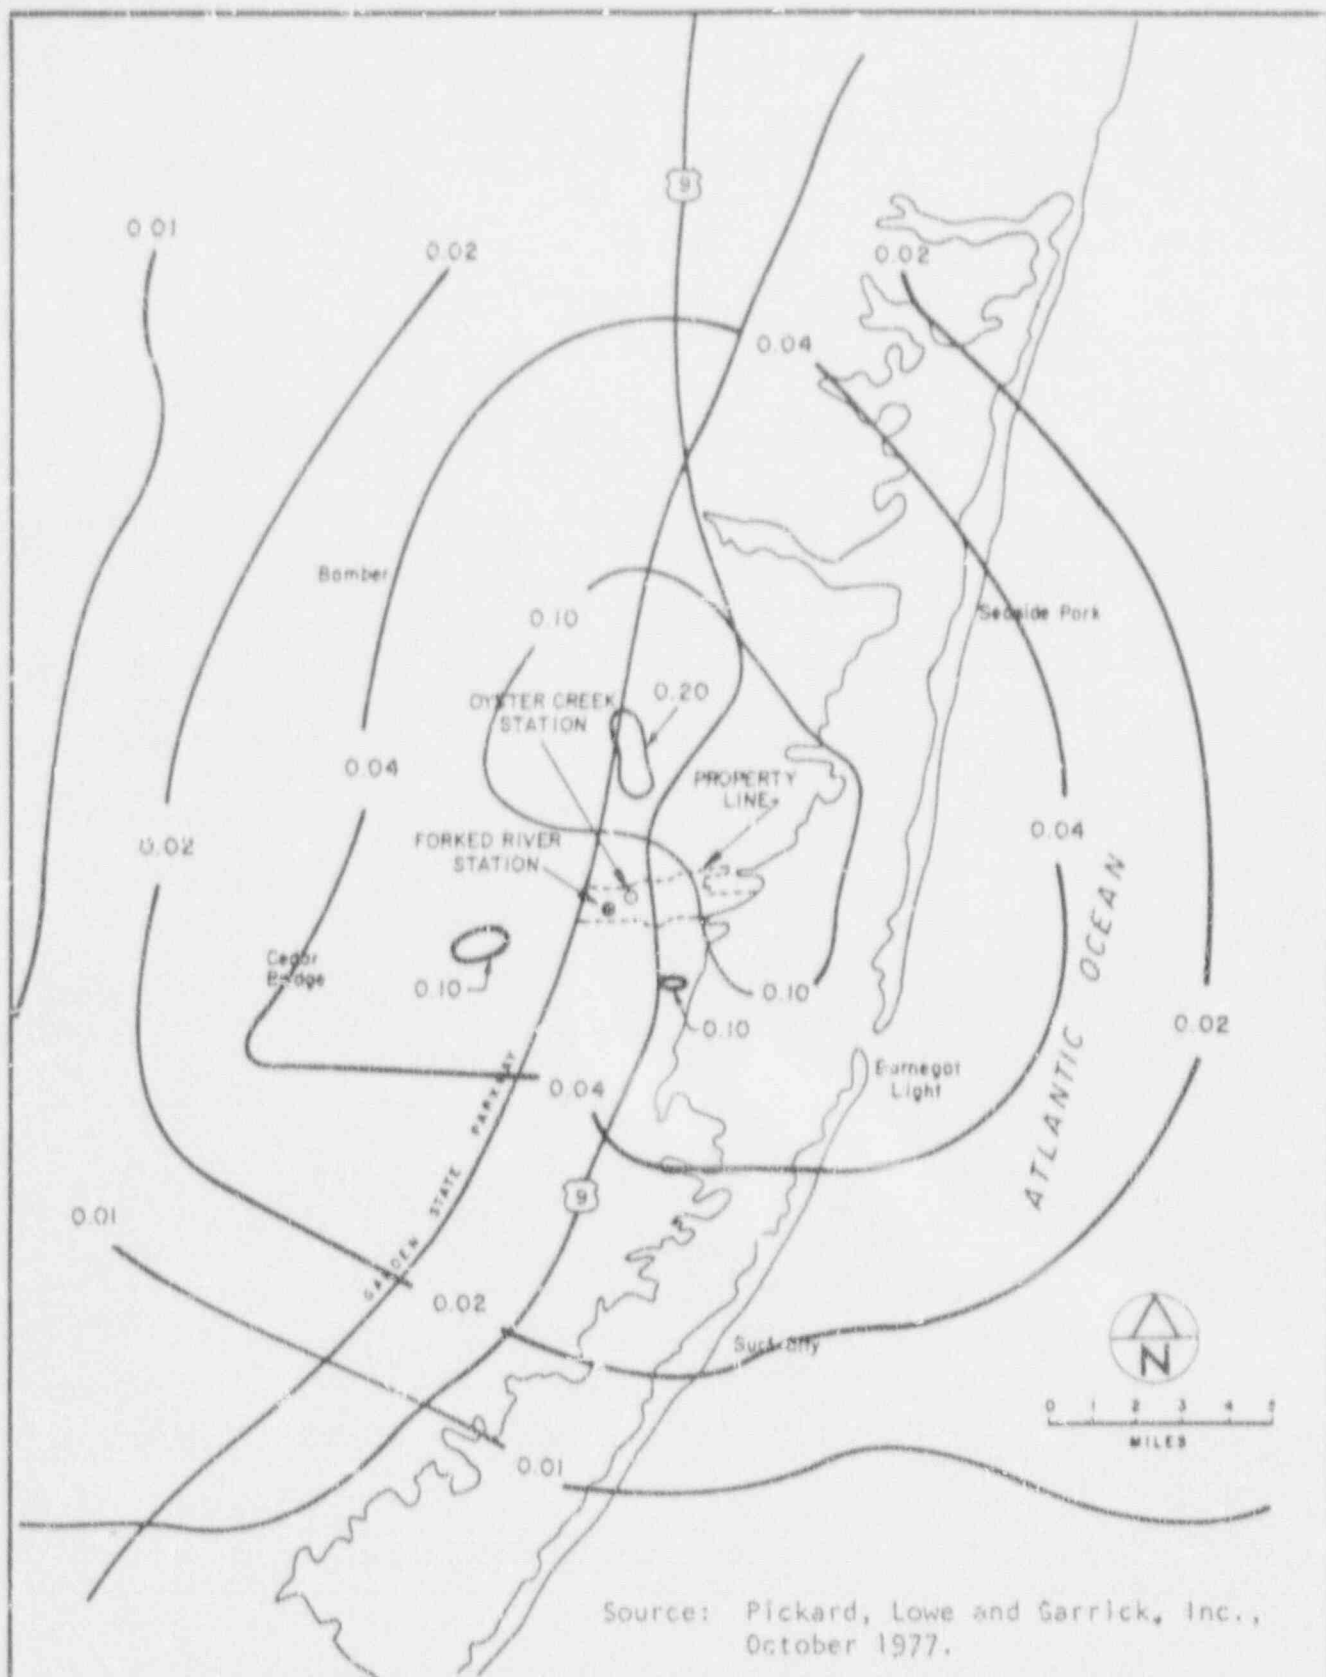 9
0.01
0.02
0.02
0.04
Bomber
Seaside Park
0.10
OYSTER CREEK
STATION
0.20
0.04
PROPERTY
LINE
FORKED RIVER
STATION
0.02
0.04
Cedar
Bridge
0.10
0.10
0.10
0.02
ATLANTIC OCEAN
Barnegat
Light
0.04
GARDEN STATE PARKWAY
9
0.01
0.02
N
0 1 2 3 4 5
MILES
0.01
Source: Pickard, Lowe and Garrick, Inc.,
October 1977.